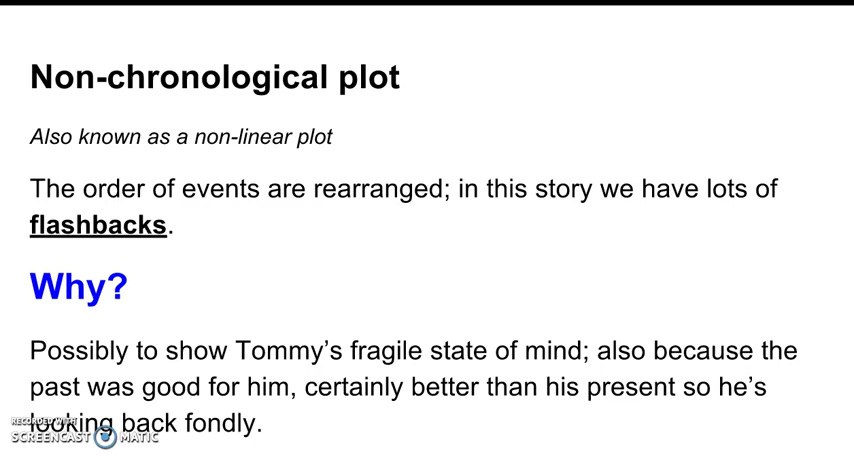 Non-chronological plot
Also known as a non-linear plot
The order of events are rearranged; in this story we have lots of
flashbacks.
Why?
Possibly to show Tommy’s fragile state of mind; also because the
past was good for him, certainly better than his present so he’s
looking back fondly.
RECORDED WITH
SCREENCAST MATIC